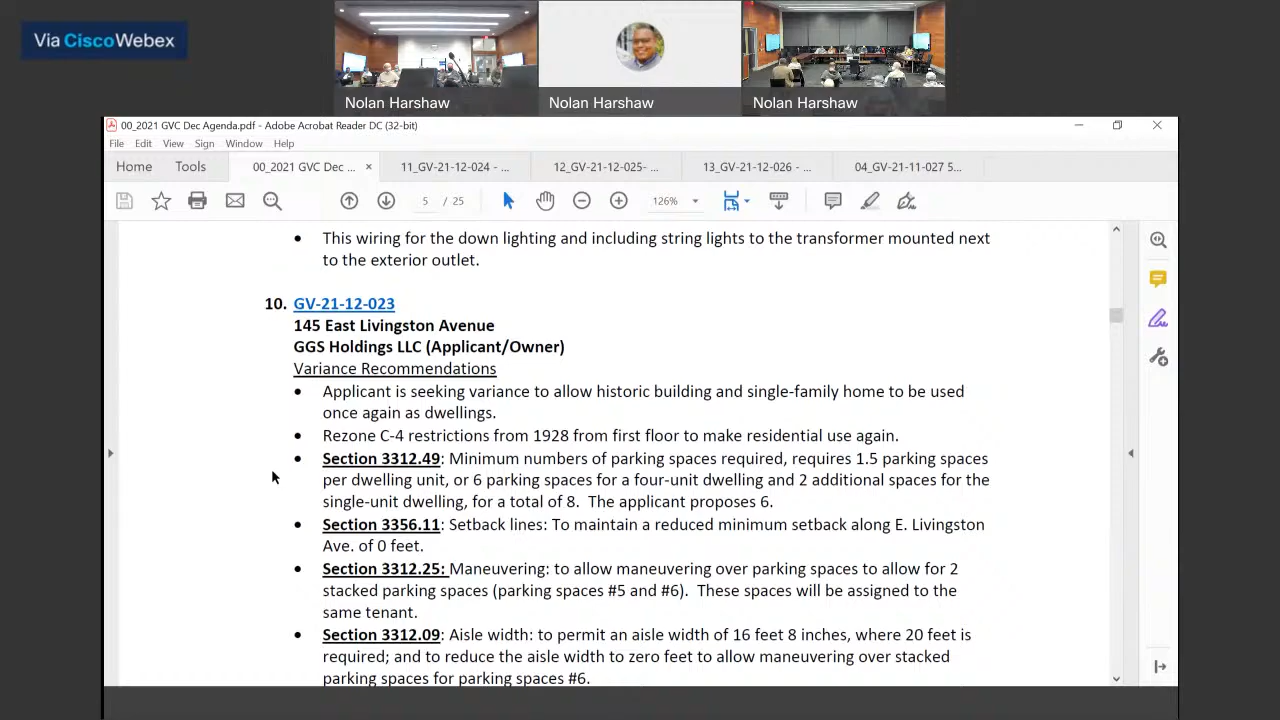 Via Cisco Webex
Nolan Harshaw
Nolan Harshaw
Nolan Harshaw
00_2021 GVC Dec Agenda.pdf - Adobe Acrobat Reader DC (32-bit)
File Edit View Sign Window Help
Home Tools 00_2021 GVC Dec ... × 11_GV-21-12-024 - ... 12_GV-21-12-025- ... 13_GV-21-12-026 - ... 04_GV-21-11-027 5...
5 / 25 126%
• This wiring for the down lighting and including string lights to the transformer mounted next
to the exterior outlet.
10. GV-21-12-023
145 East Livingston Avenue
GGS Holdings LLC (Applicant/Owner)
Variance Recommendations
• Applicant is seeking variance to allow historic building and single-family home to be used
once again as dwellings.
• Rezone C-4 restrictions from 1928 from first floor to make residential use again.
• Section 3312.49: Minimum numbers of parking spaces required, requires 1.5 parking spaces
per dwelling unit, or 6 parking spaces for a four-unit dwelling and 2 additional spaces for the
single-unit dwelling, for a total of 8. The applicant proposes 6.
• Section 3356.11: Setback lines: To maintain a reduced minimum setback along E. Livingston
Ave. of 0 feet.
• Section 3312.25: Maneuvering: to allow maneuvering over parking spaces to allow for 2
stacked parking spaces (parking spaces #5 and #6). These spaces will be assigned to the
same tenant.
• Section 3312.09: Aisle width: to permit an aisle width of 16 feet 8 inches, where 20 feet is
required; and to reduce the aisle width to zero feet to allow maneuvering over stacked
parking spaces for parking spaces #6.